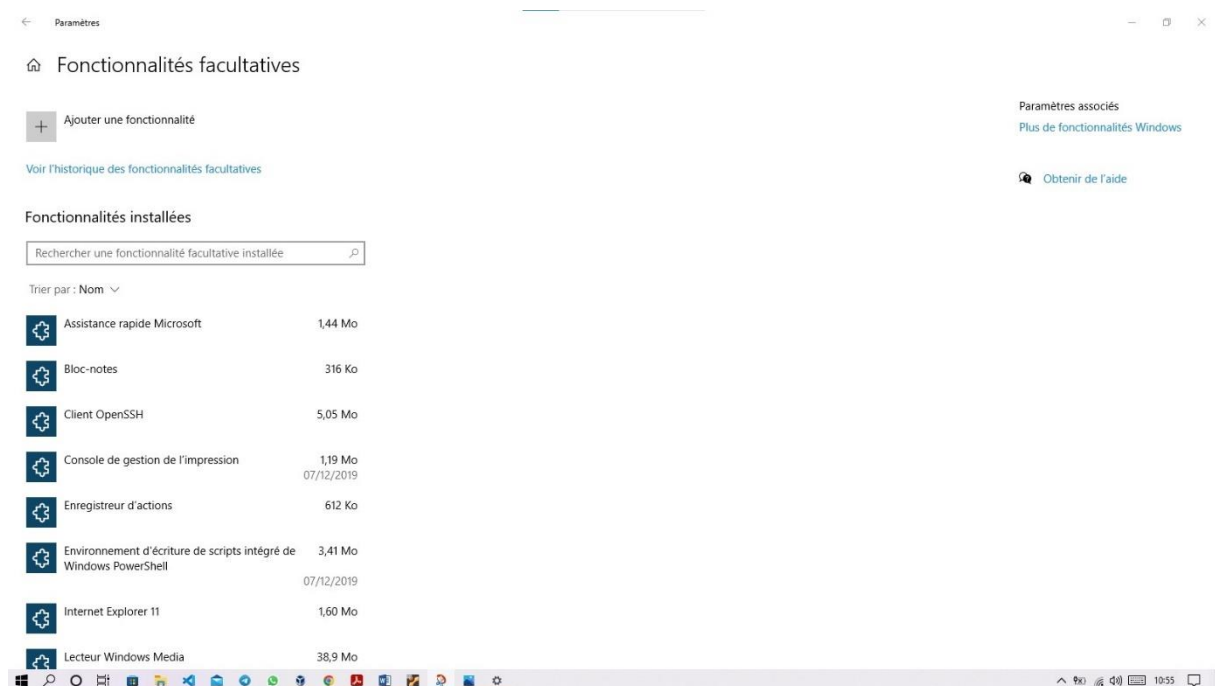 Paramètres
Fonctionnalités facultatives
Ajouter une fonctionnalité
Voir l'historique des fonctionnalités facultatives
Fonctionnalités installées
Rechercher une fonctionnalité facultative installée
Trier par : Nom
Assistance rapide Microsoft 1,44 Mo
Bloc-notes 316 Ko
Client OpenSSH 5,05 Mo
Console de gestion de l'impression 1,19 Mo
07/12/2019
Enregistreur d'actions 612 Ko
Environnement d'écriture de scripts intégré de 3,41 Mo
Windows PowerShell
07/12/2019
Internet Explorer 11 1,60 Mo
Lecteur Windows Media 38,9 Mo
Paramètres associés
Plus de fonctionnalités Windows
Obtenir de l'aide
10:55